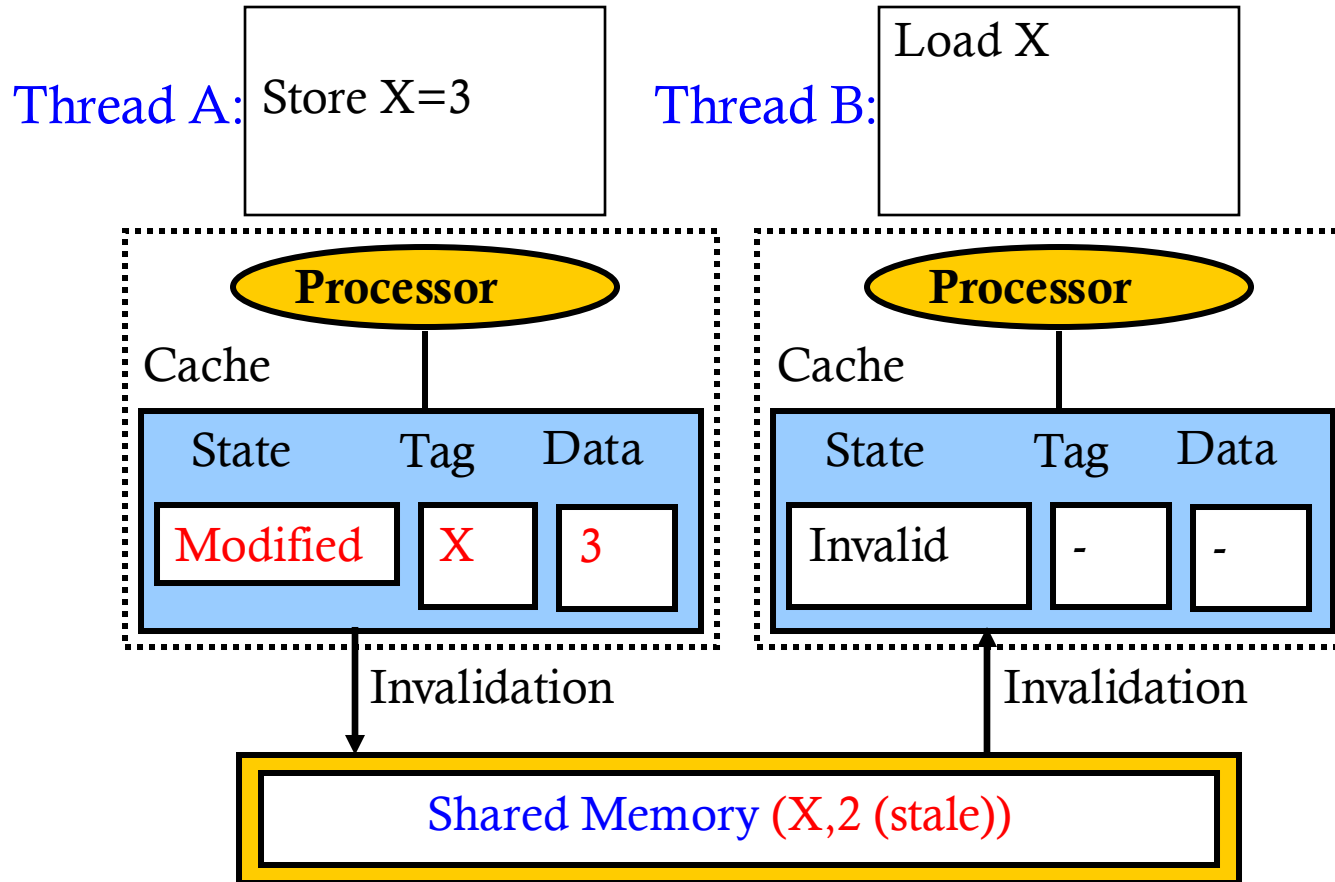 Thread A:
Store X=3
Thread B:
Load X
Processor
Processor
Cache
Cache
State Tag Data
State Tag Data
Modified X 3
Invalid - -
Invalidation
Invalidation
Shared Memory (X,2 (stale))